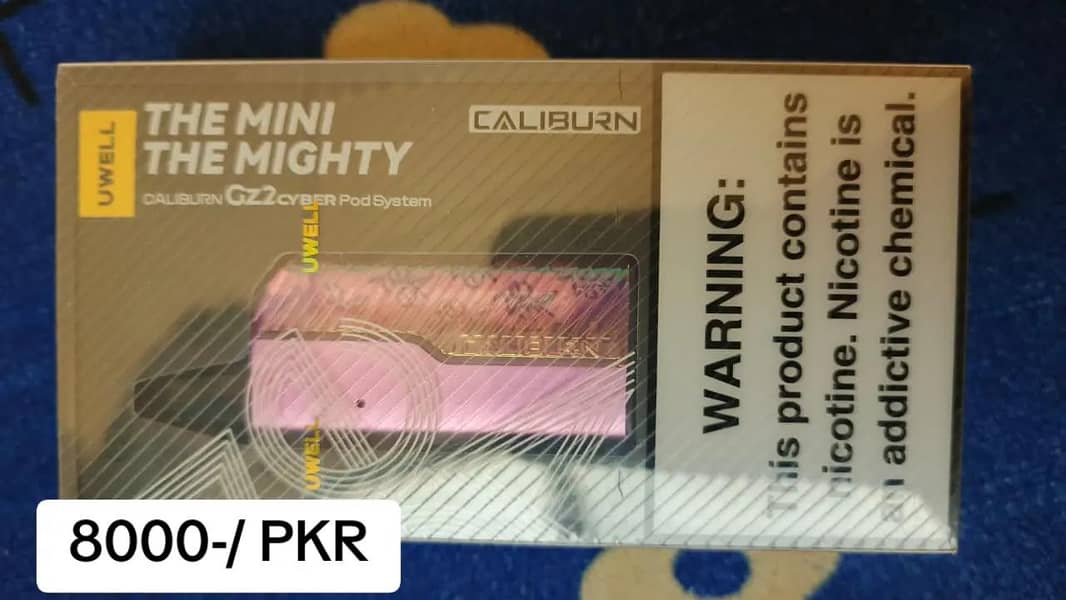 UWELL
THE MINI
THE MIGHTY
CALIBURN GZ2 CYBER Pod System
CALIBURN
UWELL
CALIBURN
UWELL
WARNING:
This product contains
nicotine. Nicotine is
an addictive chemical.
8000-/ PKR